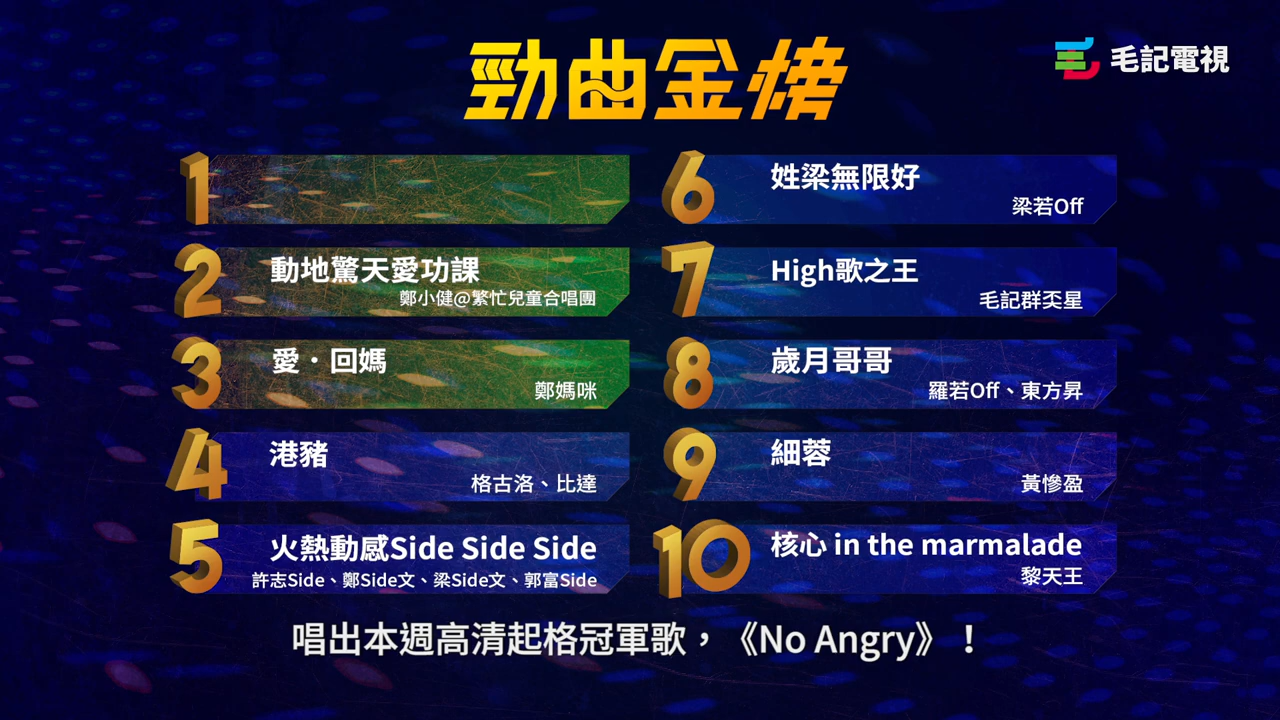 勁曲金榜
毛記電視
1
2
動地驚天愛功課
鄭小健@繁忙兒童合唱團
3
愛・回媽
鄭媽咪
4
港豬
格古洛、比達
5
火熱動感Side Side Side
許志Side、鄭Side文、梁Side文、郭富Side
6
姓梁無限好
梁若Off
7
High歌之王
毛記群奀星
8
歲月哥哥
羅若Off、東方昇
9
細蓉
黃慘盈
10
核心 in the marmalade
黎天王
唱出本週高清起格冠軍歌，《No Angry》！